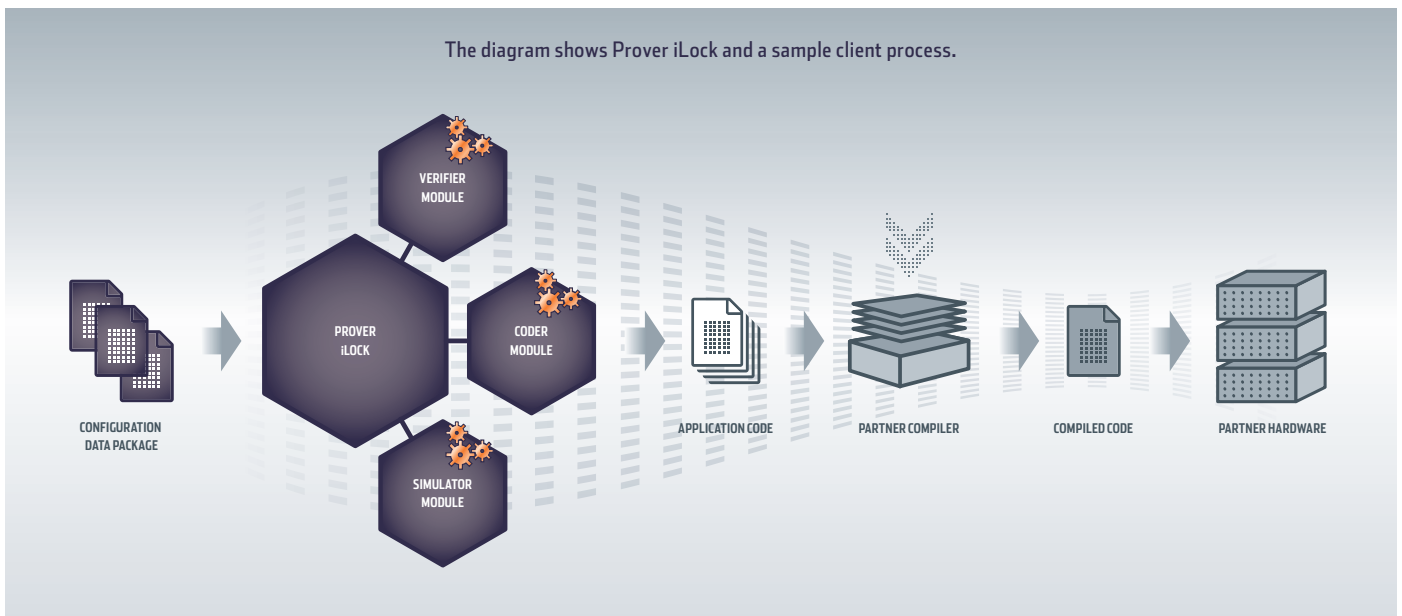 The diagram shows Prover iLock and a sample client process.
VERIFIER
MODULE
PROVER
iLOCK
CODER
MODULE
SIMULATOR
MODULE
CONFIGURATION
DATA PACKAGE
APPLICATION CODE
PARTNER COMPILER
COMPILED CODE
PARTNER HARDWARE